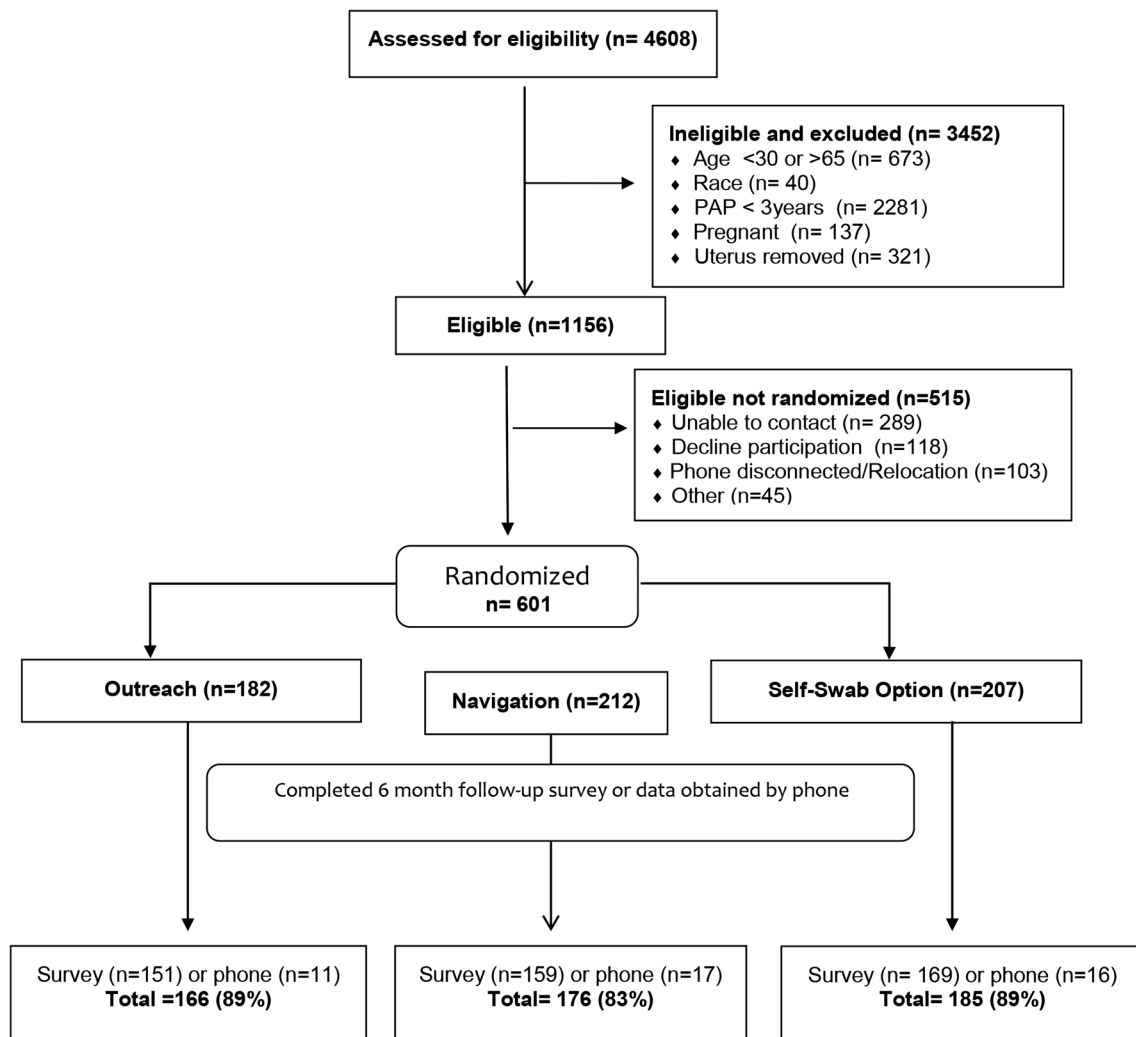 Assessed for eligibility (n= 4608)
Ineligible and excluded (n= 3452)
♦ Age <30 or >65 (n= 673)
♦ Race (n= 40)
♦ PAP < 3years (n= 2281)
♦ Pregnant (n= 137)
♦ Uterus removed (n= 321)
Eligible (n=1156)
Eligible not randomized (n=515)
♦ Unable to contact (n= 289)
♦ Decline participation (n=118)
♦ Phone disconnected/Relocation (n=103)
♦ Other (n=45)
Randomized
n= 601
Outreach (n=182)
Navigation (n=212)
Self-Swab Option (n=207)
Completed 6 month follow-up survey or data obtained by phone
Survey (n=151) or phone (n=11)
Total =166 (89%)
Survey (n=159) or phone (n=17)
Total= 176 (83%)
Survey (n= 169) or phone (n=16)
Total= 185 (89%)